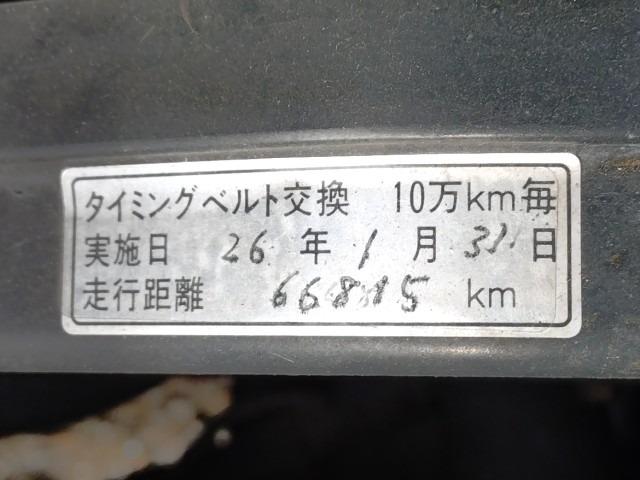 タイミングベルト交換 10万km毎
実施日 26 年 1 月 31 日
走行距離 66815 km